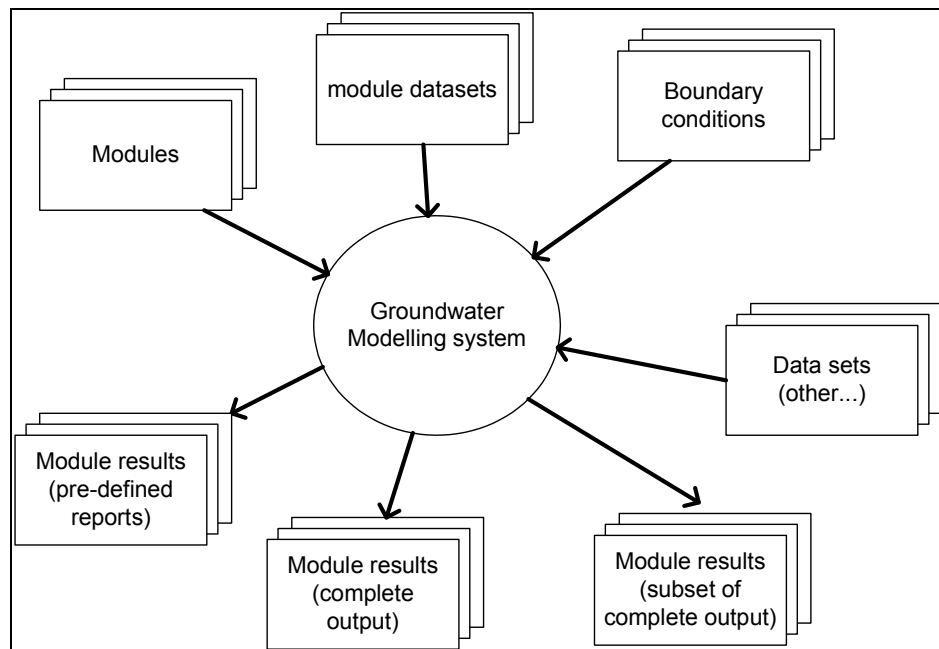 module datasets
Boundary
conditions
Modules
Groundwater
Modelling system
Data sets
(other...)
Module results
(pre-defined
reports)
Module results
(complete
output)
Module results
(subset of
complete output)